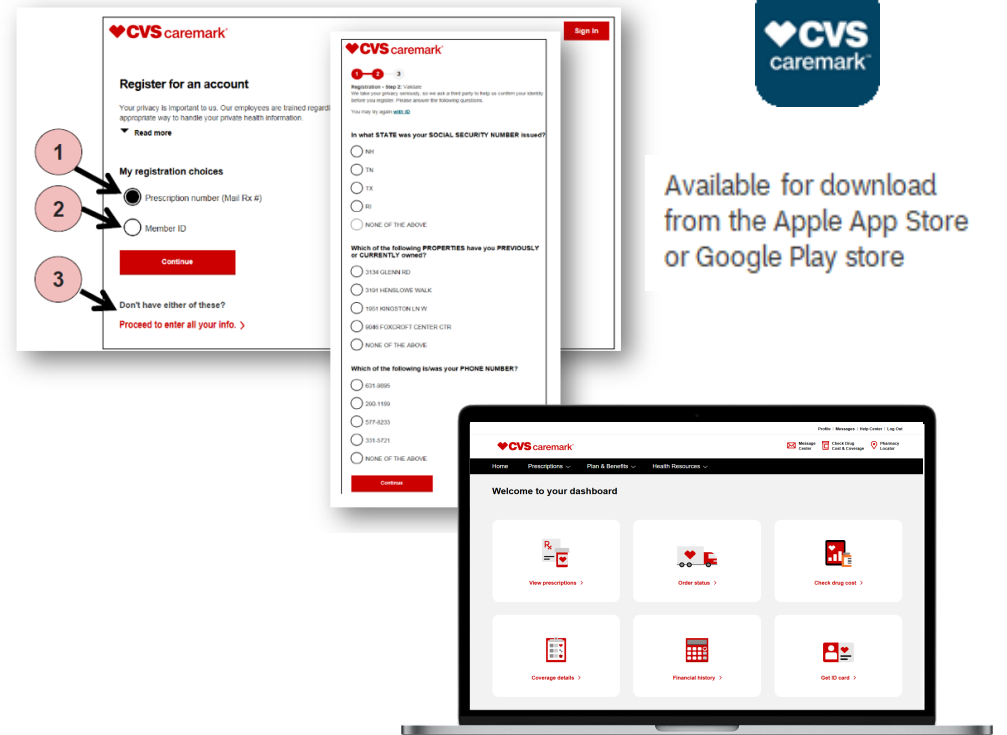 CVS caremark®
Sign In
Register for an account
Your privacy is important to us. Our employees are trained regardi
appropriate way to handle your private health information.
Read more
1
My registration choices
Prescription number (Mail Rx #)
2
Member ID
Continue
3
Don't have either of these?
Proceed to enter all your info. >
CVS caremark®
1 2 3
Registration - Step 2: Validate
We take your privacy seriously, so we ask a third party to help us confirm your identity
before you register. Please answer the following questions.
You may try again with ID
In what STATE was your SOCIAL SECURITY NUMBER issued?
NH
TN
TX
RI
NONE OF THE ABOVE
Which of the following PROPERTIES have you PREVIOUSLY
or CURRENTLY owned?
3134 GLENN RD
3191 HENSLOWE WALK
1951 KINGSTON LN W
9046 FOXCROFT CENTER CTR
NONE OF THE ABOVE
Which of the following is/was your PHONE NUMBER?
631-9895
290-1159
577-8233
331-5721
NONE OF THE ABOVE
Continue
CVS
caremark™
Available for download
from the Apple App Store
or Google Play store
Profile | Messages | Help Center | Log Out
CVS caremark®
Message
Center
Check Drug
Cost & Coverage
Pharmacy
Locator
Home Prescriptions Plan & Benefits Health Resources
Welcome to your dashboard
Rx
View prescriptions >
Order status >
Check drug cost >
Coverage details >
Financial history >
Get ID card >